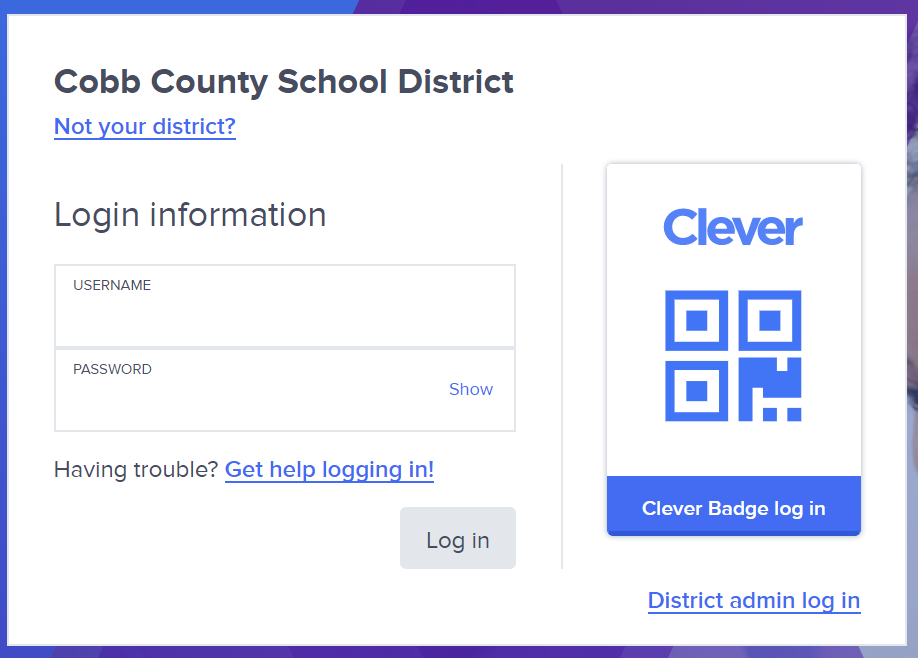 Cobb County School District
Not your district?
Login information
USERNAME
PASSWORD
Show
Having trouble? Get help logging in!
Log in
Clever
Clever Badge log in
District admin log in